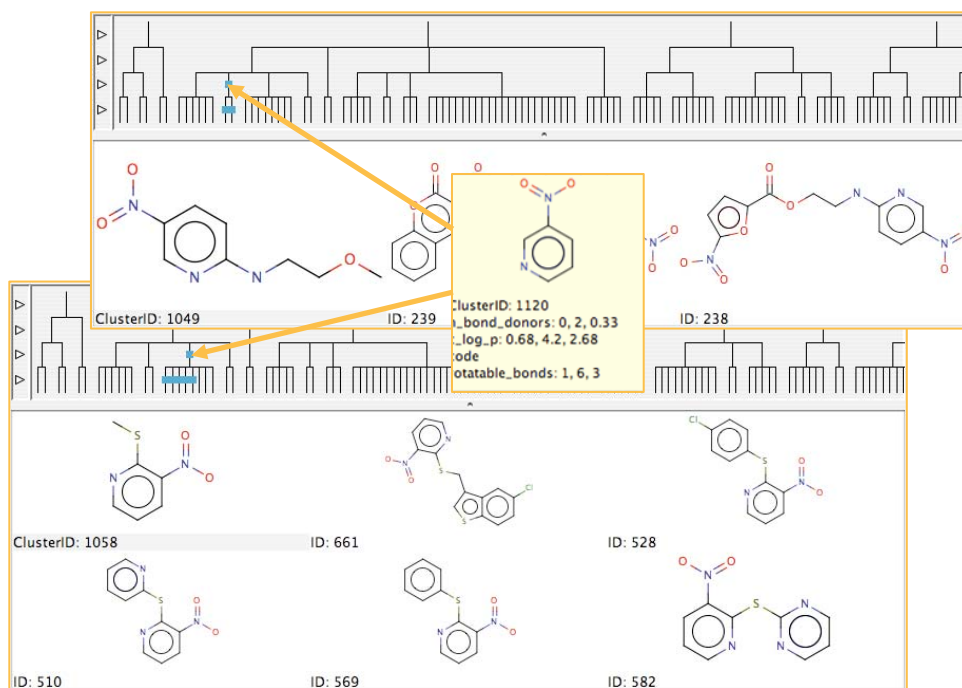 ClusterID: 1049
ID: 239
ID: 238
ClusterID: 1120
_bond_donors: 0, 2, 0.33
_log_p: 0.68, 4.2, 2.68
ode
otatable_bonds: 1, 6, 3
ClusterID: 1058
ID: 661
ID: 528
ID: 510
ID: 569
ID: 582